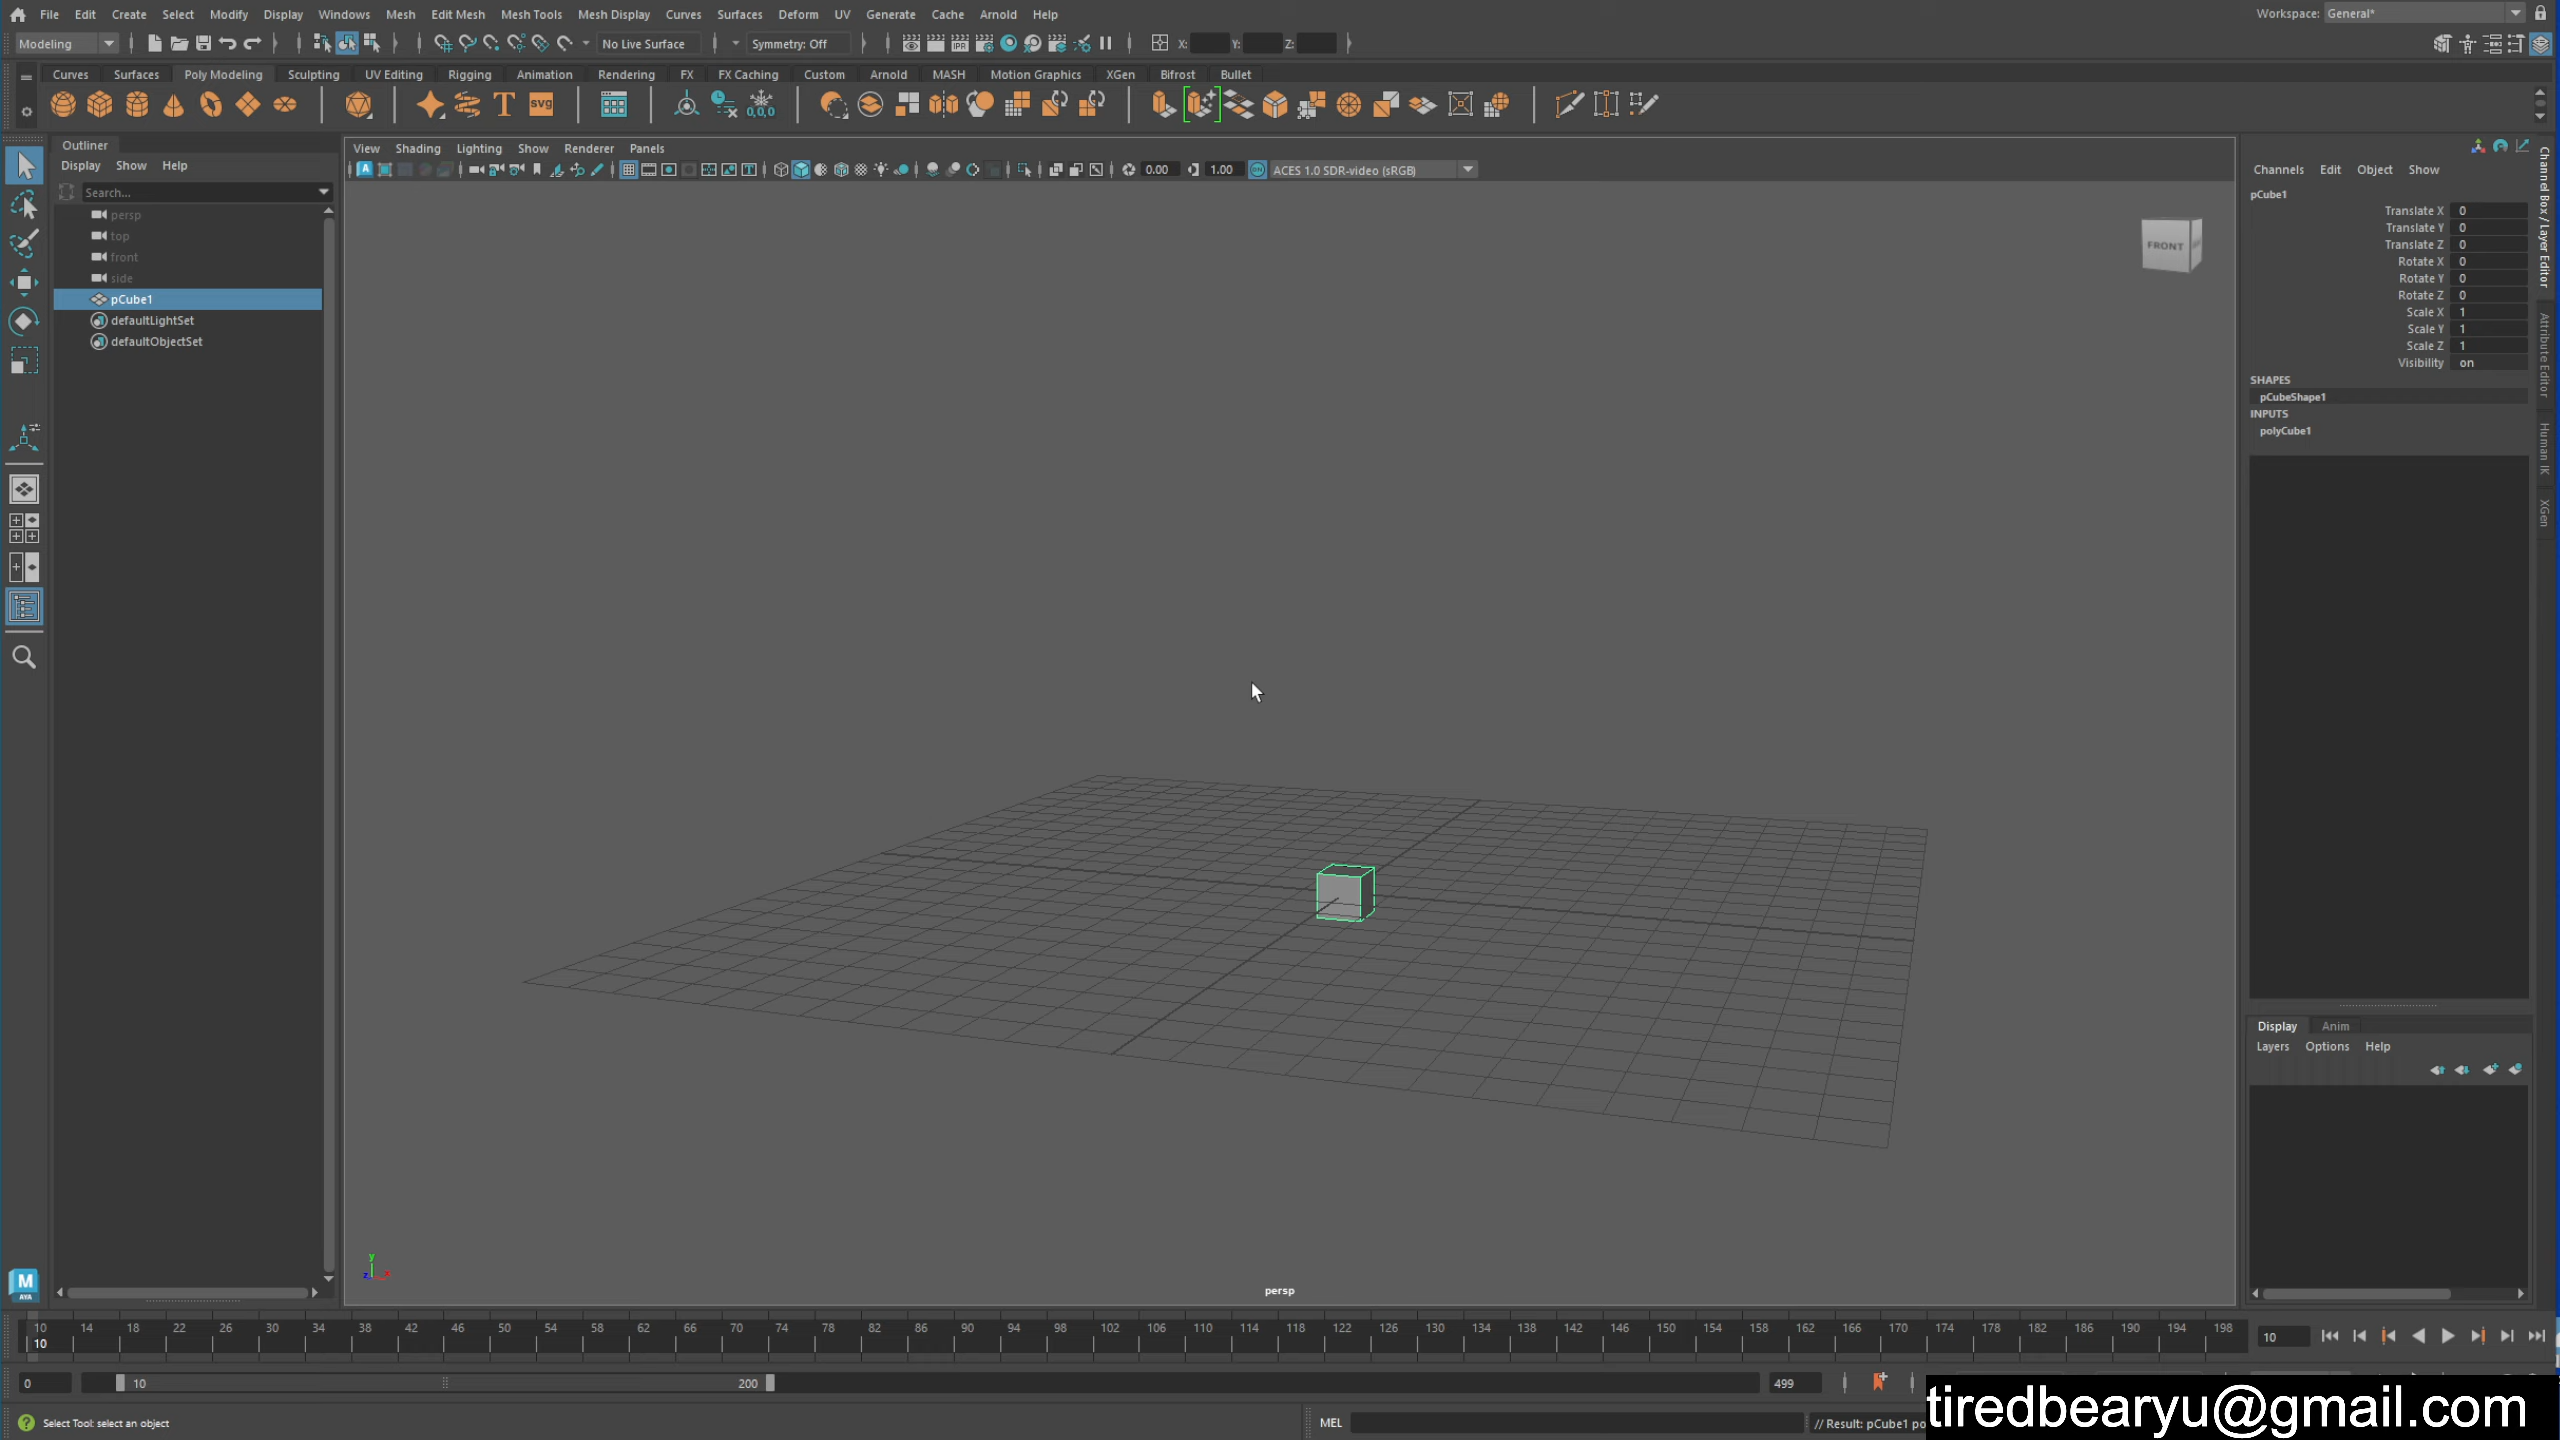 File Edit Create Select Modify Display Windows Mesh Edit Mesh Mesh Tools Mesh Display Curves Surfaces Deform UV Generate Cache Arnold Help
Workspace: General*
Modeling
No Live Surface
Symmetry: Off
X:
Y:
Z:
Curves Surfaces Poly Modeling Sculpting UV Editing Rigging Animation Rendering FX FX Caching Custom Arnold MASH Motion Graphics XGen Bifrost Bullet
T
svg
0,0,0
IPR
Outliner
Display Show Help
Search...
persp
top
front
side
pCube1
defaultLightSet
defaultObjectSet
View Shading Lighting Show Renderer Panels
0.00
1.00
ACES 1.0 SDR-video (sRGB)
FRONT
persp
y
z
x
Channels Edit Object Show
pCube1
Translate X 0
Translate Y 0
Translate Z 0
Rotate X 0
Rotate Y 0
Rotate Z 0
Scale X 1
Scale Y 1
Scale Z 1
Visibility on
SHAPES
pCubeShape1
INPUTS
polyCube1
Channel Box / Layer Editor
Attribute Editor
Human IK
XGen
Display Anim
Layers Options Help
M
AYA
10 14 18 22 26 30 34 38 42 46 50 54 58 62 66 70 74 78 82 86 90 94 98 102 106 110 114 118 122 126 130 134 138 142 146 150 154 158 162 166 170 174 178 182 186 190 194 198
10
10
0
10
200
499
Select Tool: select an object
MEL
// Result: pCube1 po
tiredbearyu@gmail.com